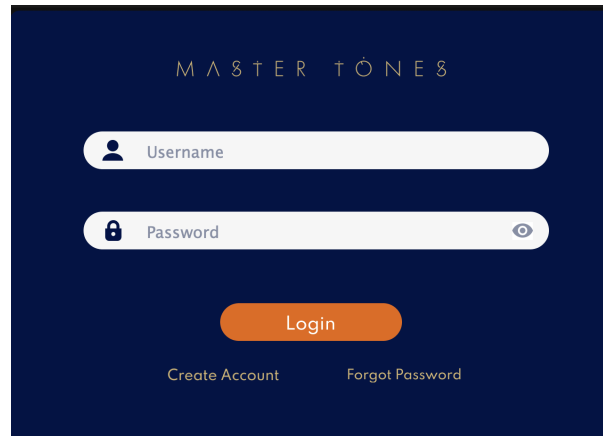 MASTER TONES
Username
Password
Login
Create Account
Forgot Password